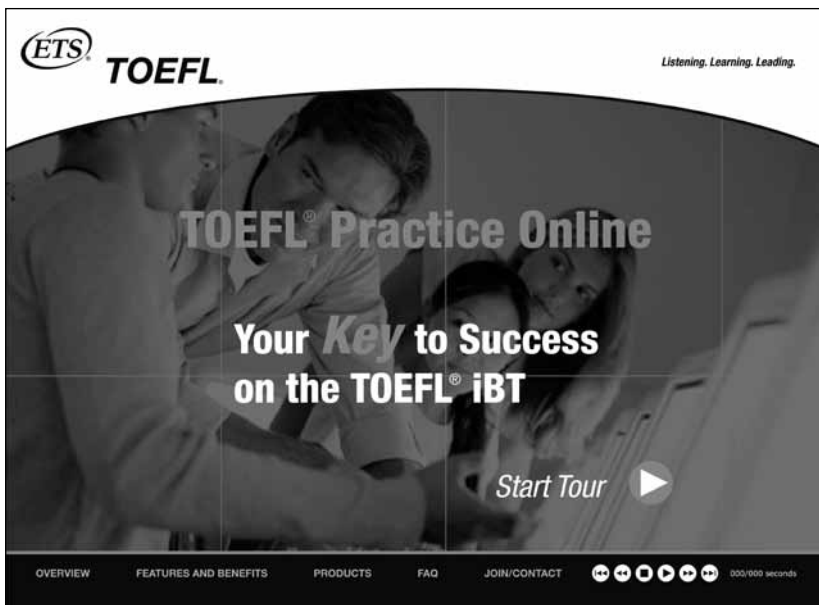 ETS®
TOEFL®
Listening. Learning. Leading.
TOEFL® Practice Online
Your Key to Success
on the TOEFL® iBT
Start Tour
OVERVIEW FEATURES AND BENEFITS PRODUCTS FAQ JOIN/CONTACT 000/000 seconds